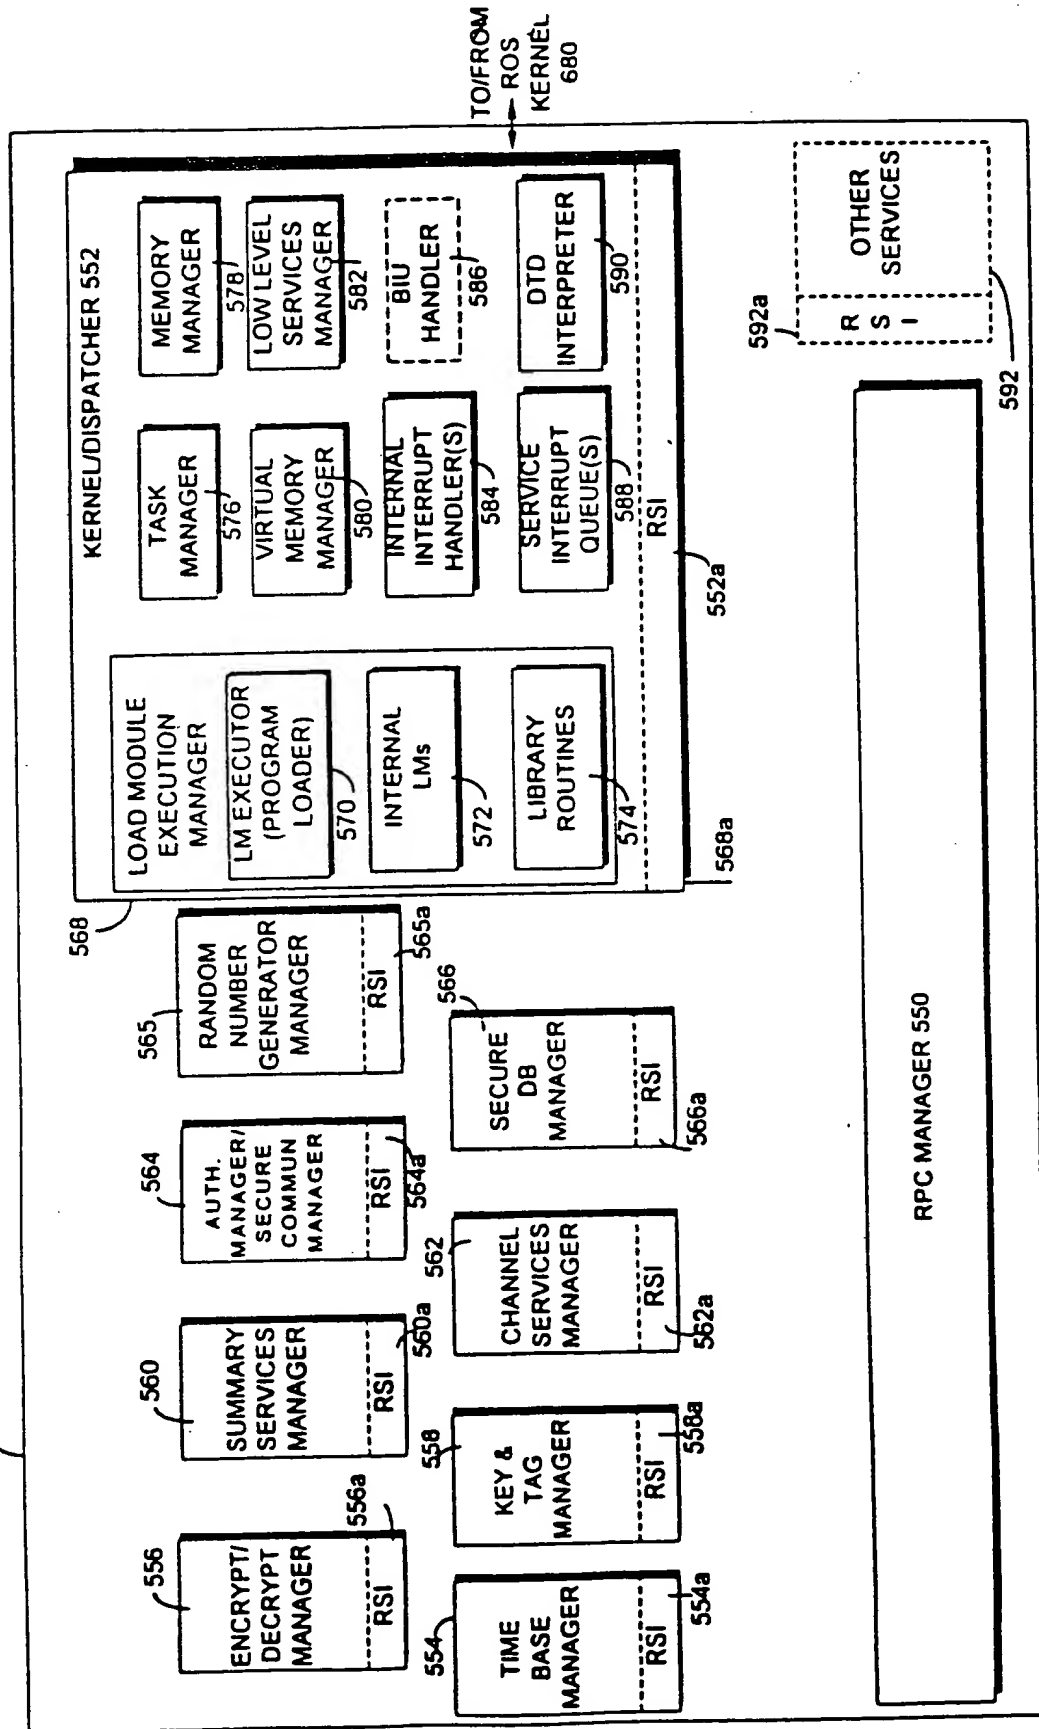 KERNEL/DISPATCHER 552
LOAD MODULE
EXECUTION
MANAGER
568
LM EXECUTOR
(PROGRAM
LOADER)
570
INTERNAL
LMs
572
LIBRARY
ROUTINES
574
568a
TASK
MANAGER
576
MEMORY
MANAGER
578
VIRTUAL
MEMORY
MANAGER
580
LOW LEVEL
SERVICES
MANAGER
582
INTERNAL
INTERRUPT
HANDLER(S)
584
BIU
HANDLER
586
SERVICE
INTERRUPT
QUEUE(S)
588
DTD
INTERPRETER
590
RSI
552a
TO/FROM
ROS
KERNEL
680
556
ENCRYPT/
DECRYPT
MANAGER
RSI
556a
560
SUMMARY
SERVICES
MANAGER
RSI
560a
564
AUTH.
MANAGER/
SECURE
COMMUN
MANAGER
RSI
564a
565
RANDOM
NUMBER
GENERATOR
MANAGER
RSI
565a
554
TIME
BASE
MANAGER
RSI
554a
558
KEY &
TAG
MANAGER
RSI
558a
562
CHANNEL
SERVICES
MANAGER
RSI
562a
566
SECURE
DB
MANAGER
RSI
566a
592a
R
S
I
OTHER
SERVICES
592
RPC MANAGER 550